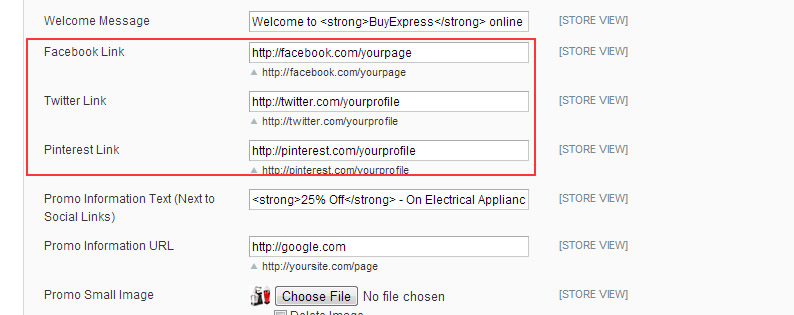 Welcome Message Welcome to <strong>BuyExpress</strong> online [STORE VIEW]
Facebook Link http://facebook.com/yourpage [STORE VIEW]
▲ http://facebook.com/yourpage
Twitter Link http://twitter.com/yourprofile [STORE VIEW]
▲ http://twitter.com/yourprofile
Pinterest Link http://pinterest.com/yourprofile [STORE VIEW]
▲ http://pinterest.com/yourprofile
Promo Information Text (Next to <strong>25% Off</strong> - On Electrical Applianc [STORE VIEW]
Social Links)
Promo Information URL http://google.com [STORE VIEW]
▲ http://yoursite.com/page
Promo Small Image Choose File No file chosen [STORE VIEW]
Delete Image